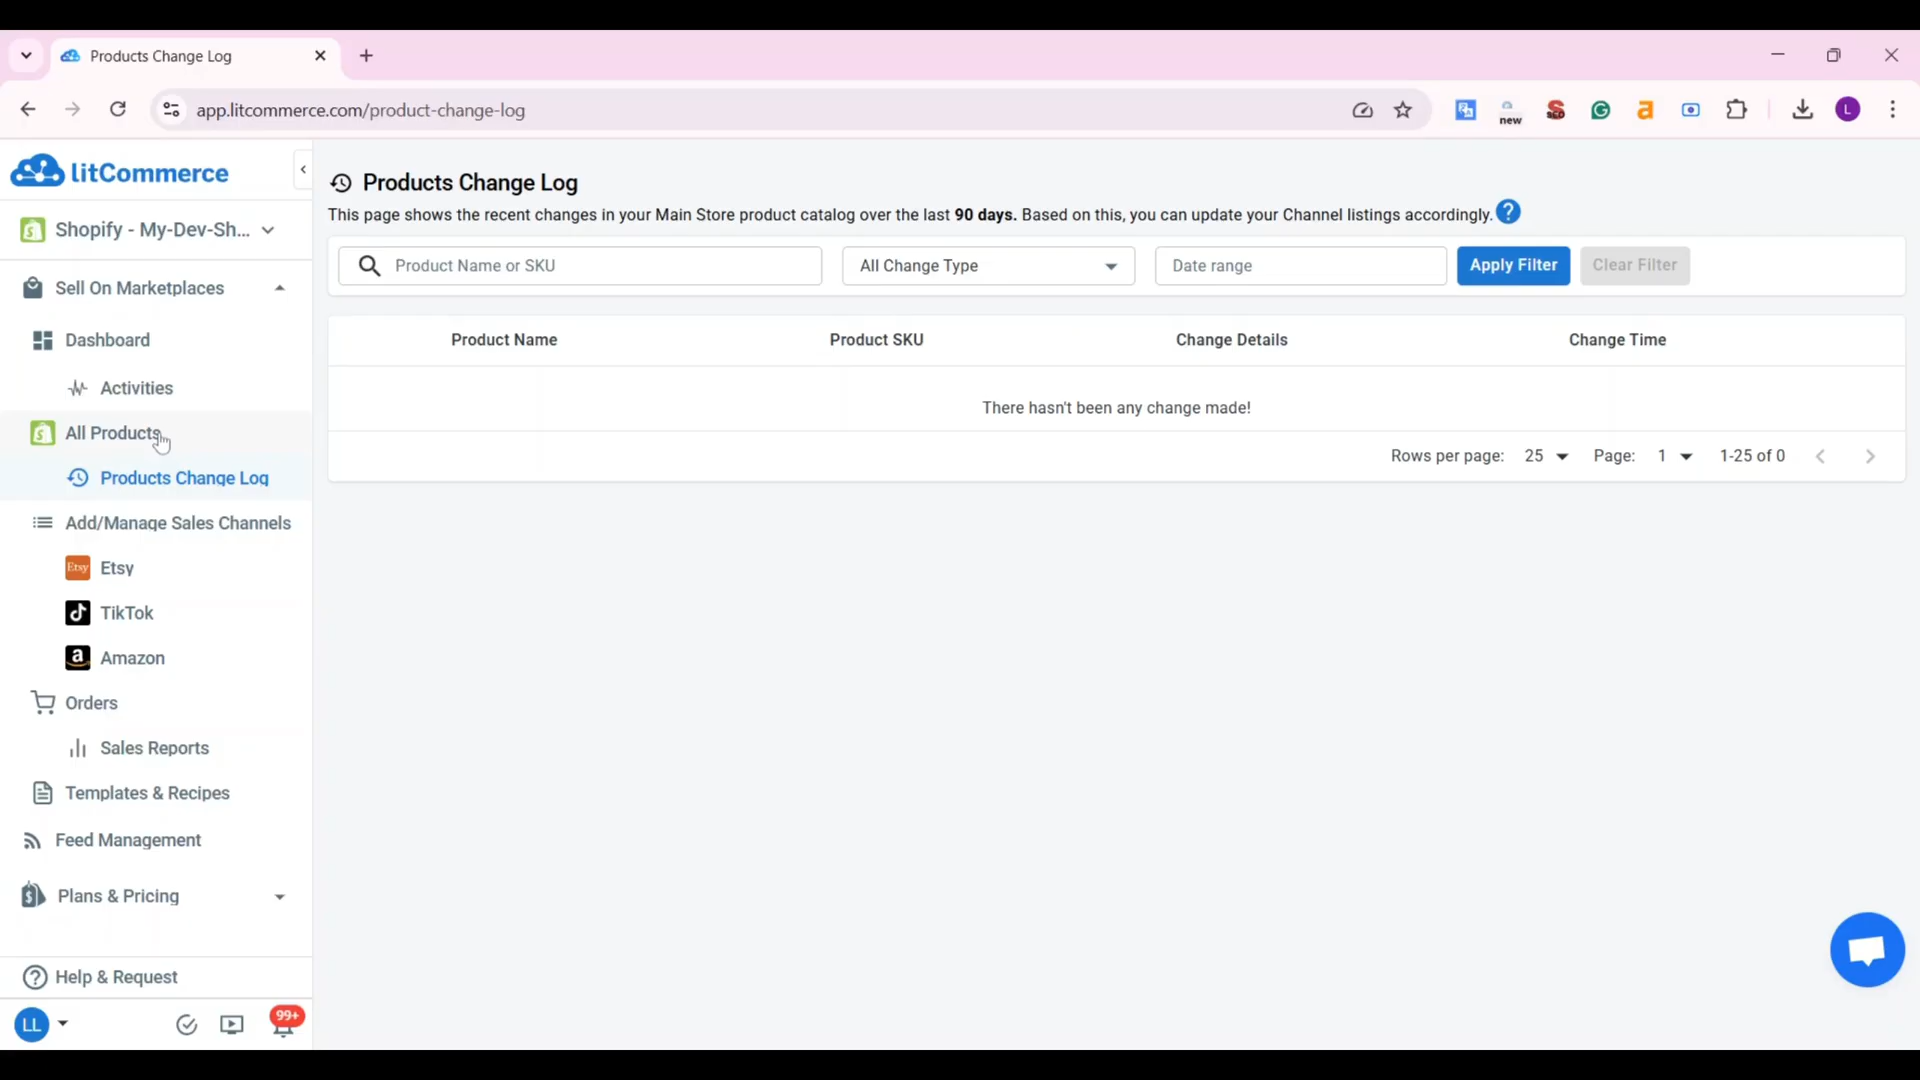 Products Change Log
app.litcommerce.com/product-change-log
new
L
litCommerce
Shopify - My-Dev-Sh...
Sell On Marketplaces
Dashboard
Activities
All Products
Products Change Log
Add/Manage Sales Channels
Etsy
Etsy
TikTok
Amazon
Orders
Sales Reports
Templates & Recipes
Feed Management
Plans & Pricing
Help & Request
LL
99+
Products Change Log
This page shows the recent changes in your Main Store product catalog over the last 90 days. Based on this, you can update your Channel listings accordingly.
Product Name or SKU
All Change Type
Date range
Apply Filter
Clear Filter
Product Name Product SKU Change Details Change Time
There hasn't been any change made!
Rows per page: 25 Page: 1 1-25 of 0